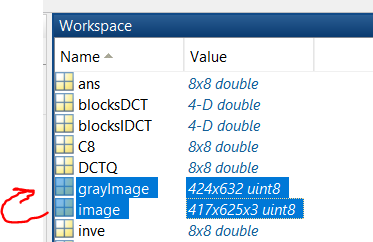 Workspace
Name Value
ans 8x8 double
blocksDCT 4-D double
blocksIDCT 4-D double
C8 8x8 double
DCTQ 8x8 double
grayImage 424x632 uint8
image 417x625x3 uint8
inve 8x8 double